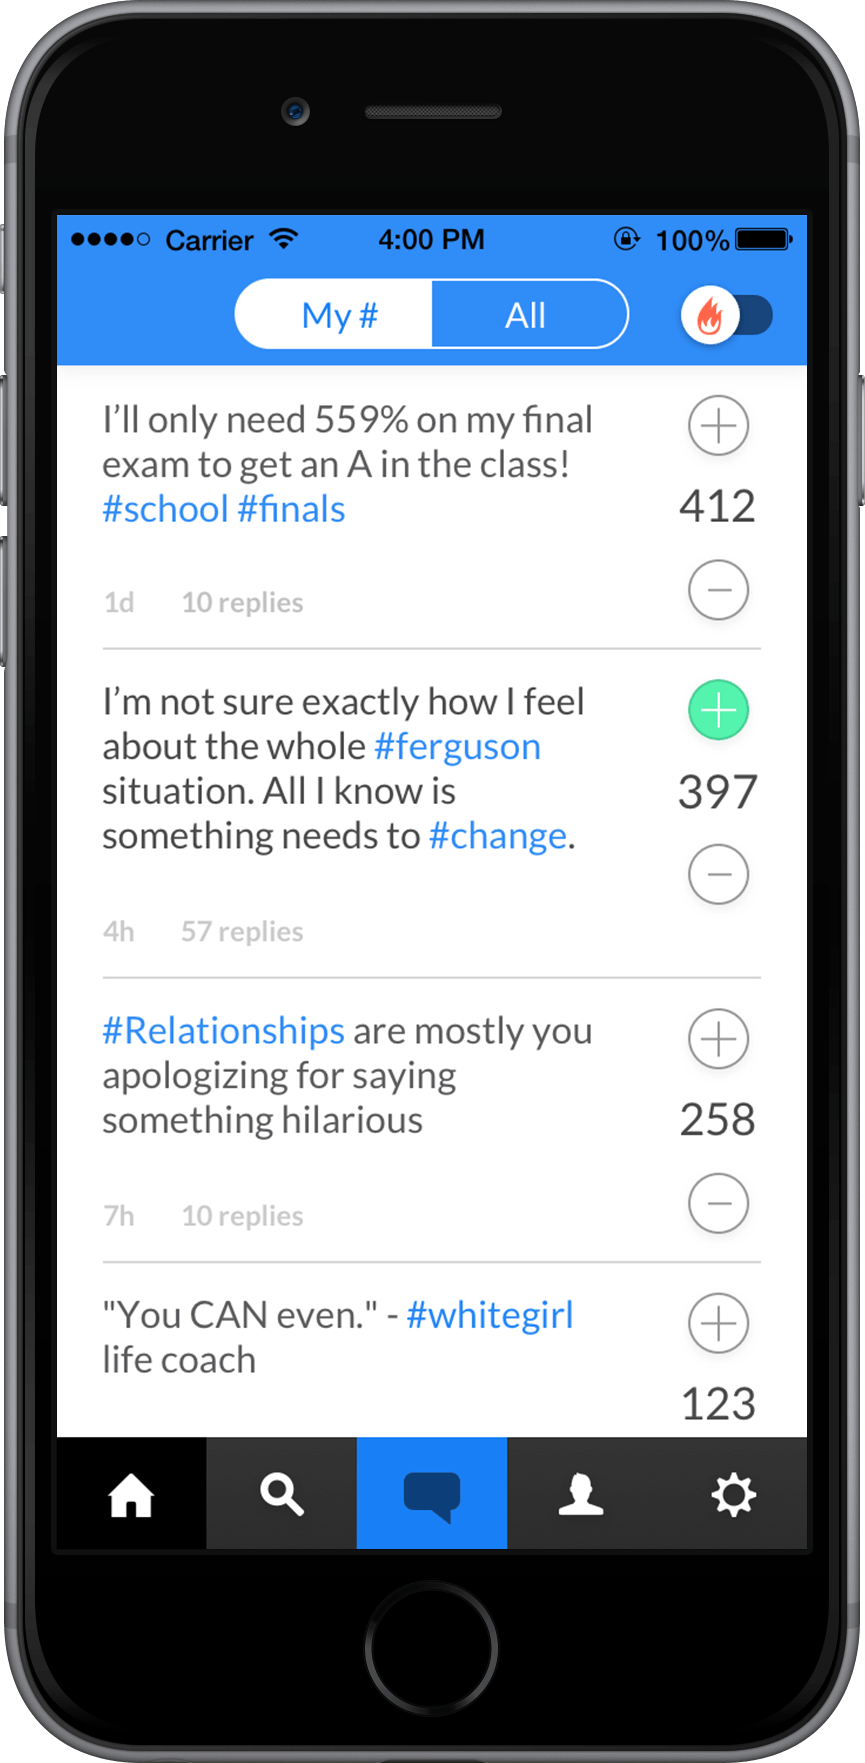 Carrier 4:00 PM 100%
My # All
I’ll only need 559% on my final
exam to get an A in the class!
#school #finals
412
1d 10 replies
I’m not sure exactly how I feel
about the whole #ferguson
situation. All I know is
something needs to #change.
397
4h 57 replies
#Relationships are mostly you
apologizing for saying
something hilarious
258
7h 10 replies
"You CAN even." - #whitegirl
life coach
123